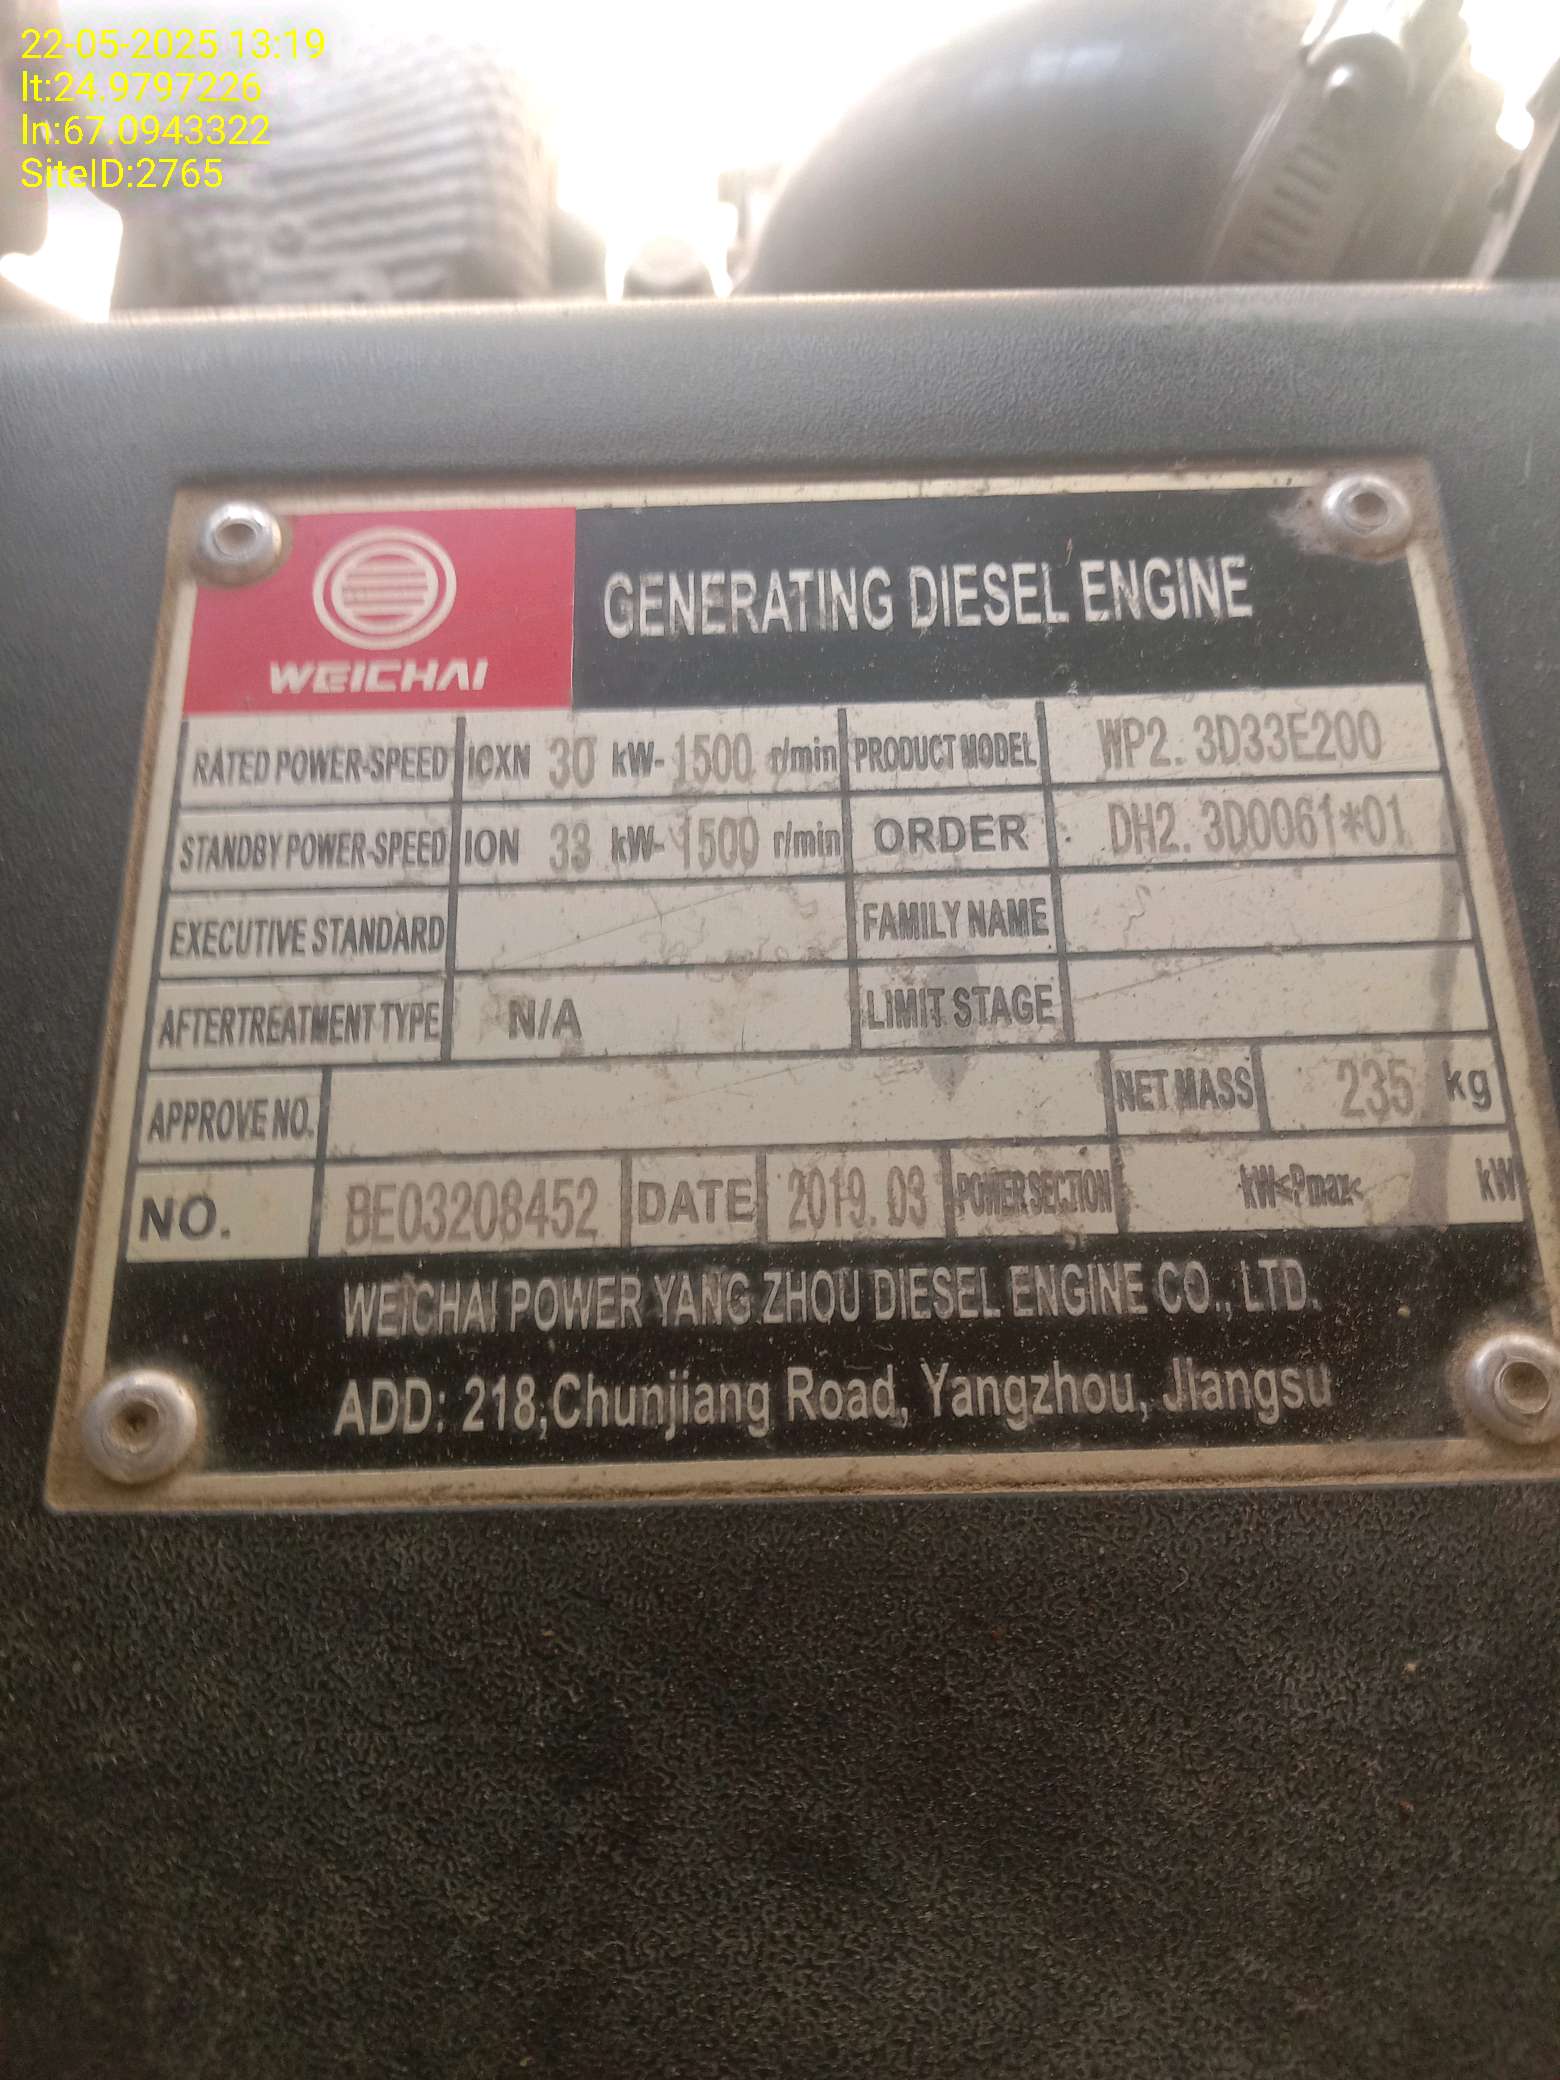 22-05-2025 13:19
lt:24.9797226
ln:67.0943322
SiteID:2765
WEICHAI
GENERATING DIESEL ENGINE
RATED POWER-SPEED ICXN 30 kW- 1500 r/min PRODUCT MODEL WP2.3D33E200
STANDBY POWER-SPEED ION 33 kW- 1500 r/min ORDER DH2.3D0061*01
EXECUTIVE STANDARD FAMILY NAME
AFTERTREATMENT TYPE N/A LIMIT STAGE
APPROVE NO. NET MASS 235 kg
NO. BE03208452 DATE 2019.03 POWER SECTION kW<Pmax< kW
WEICHAI POWER YANG ZHOU DIESEL ENGINE CO., LTD.
ADD: 218,Chunjiang Road, Yangzhou, JIangsu